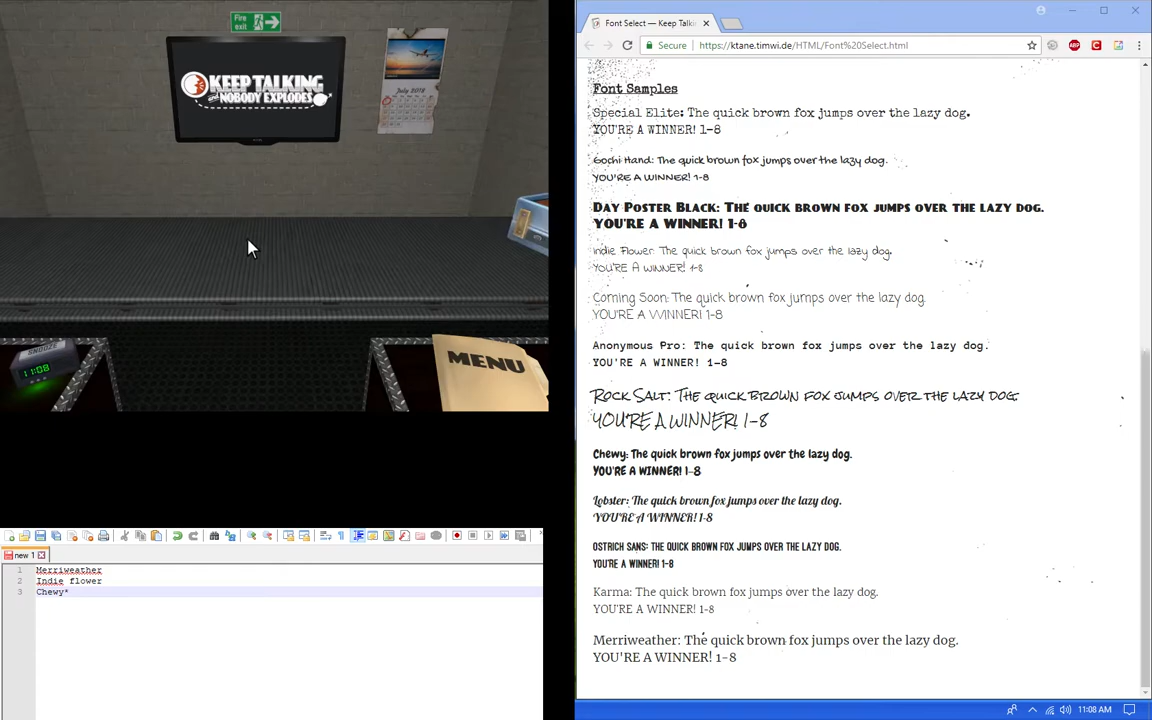 Fire
exit
KEEP TALKING
and NOBODY EXPLODES
July 2018
SNOOZE
11:08
MENU
new 1
1 Merriweather
2 Indie flower
3 Chewy*
Font Select — Keep Talki
Secure
https://ktane.timwi.de/HTML/Font%20Select.html
ABP
Font Samples
Special Elite: The quick brown fox jumps over the lazy dog.
YOU'RE A WINNER! 1-8
Gochi Hand: The quick brown fox jumps over the lazy dog.
YOU'RE A WINNER! 1-8
Day Poster Black: The quick brown fox jumps over the lazy dog.
YOU'RE A WINNER! 1-8
Indie Flower: The quick brown fox jumps over the lazy dog.
YOU'RE A WINNER! 1-8
Coming Soon: The quick brown fox jumps over the lazy dog.
YOU'RE A WINNER! 1-8
Anonymous Pro: The quick brown fox jumps over the lazy dog.
YOU'RE A WINNER! 1-8
Rock Salt: The quick brown fox jumps over the lazy dog.
YOU'RE A WINNER! 1-8
Chewy: The quick brown fox jumps over the lazy dog.
YOU'RE A WINNER! 1-8
Lobster: The quick brown fox jumps over the lazy dog.
YOU'RE A WINNER! 1-8
OSTRICH SANS: THE QUICK BROWN FOX JUMPS OVER THE LAZY DOG.
YOU'RE A WINNER! 1-8
Karma: The quick brown fox jumps over the lazy dog.
YOU'RE A WINNER! 1-8
Merriweather: The quick brown fox jumps over the lazy dog.
YOU'RE A WINNER! 1-8
11:08 AM